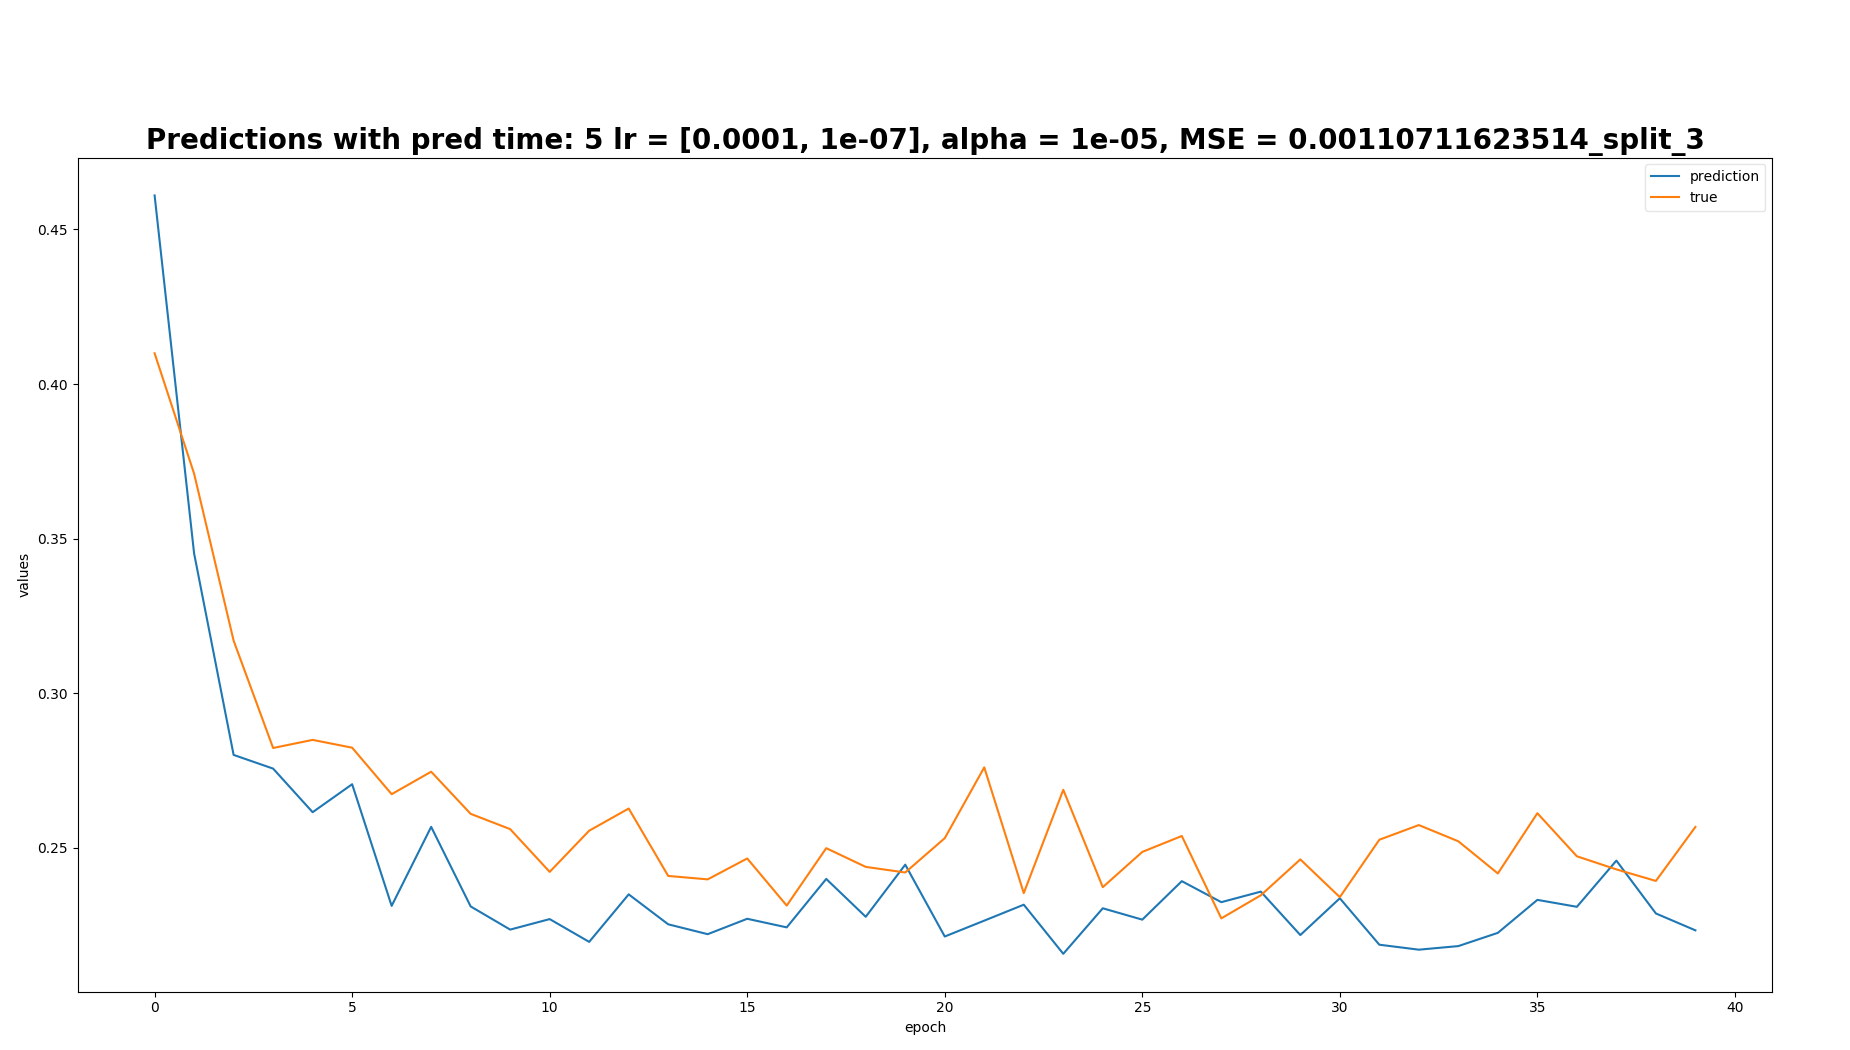 Predictions with pred time: 5 lr = [0.0001, 1e-07], alpha = 1e-05, MSE = 0.00110711623514_split_3
prediction
true
0.45
0.40
0.35
0.30
0.25
values
0 5 10 15 20 25 30 35 40
epoch